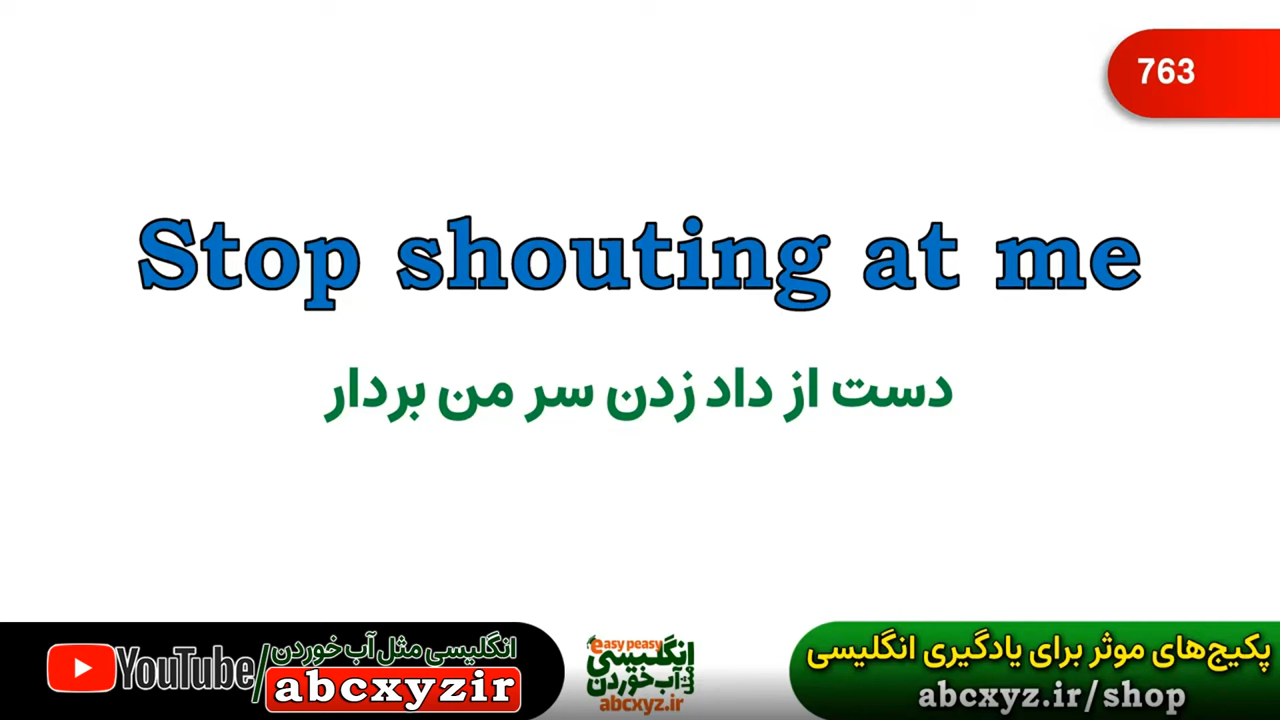 763
Stop shouting at me
دست از داد زدن سر من بردار
YouTube/
انگلیسی مثل آب خوردن
abcxyzir
easy peasy
انگلیسی
مثل آب خوردن
abcxyz.ir
پکیج‌های موثر برای یادگیری انگلیسی
abcxyz.ir/shop